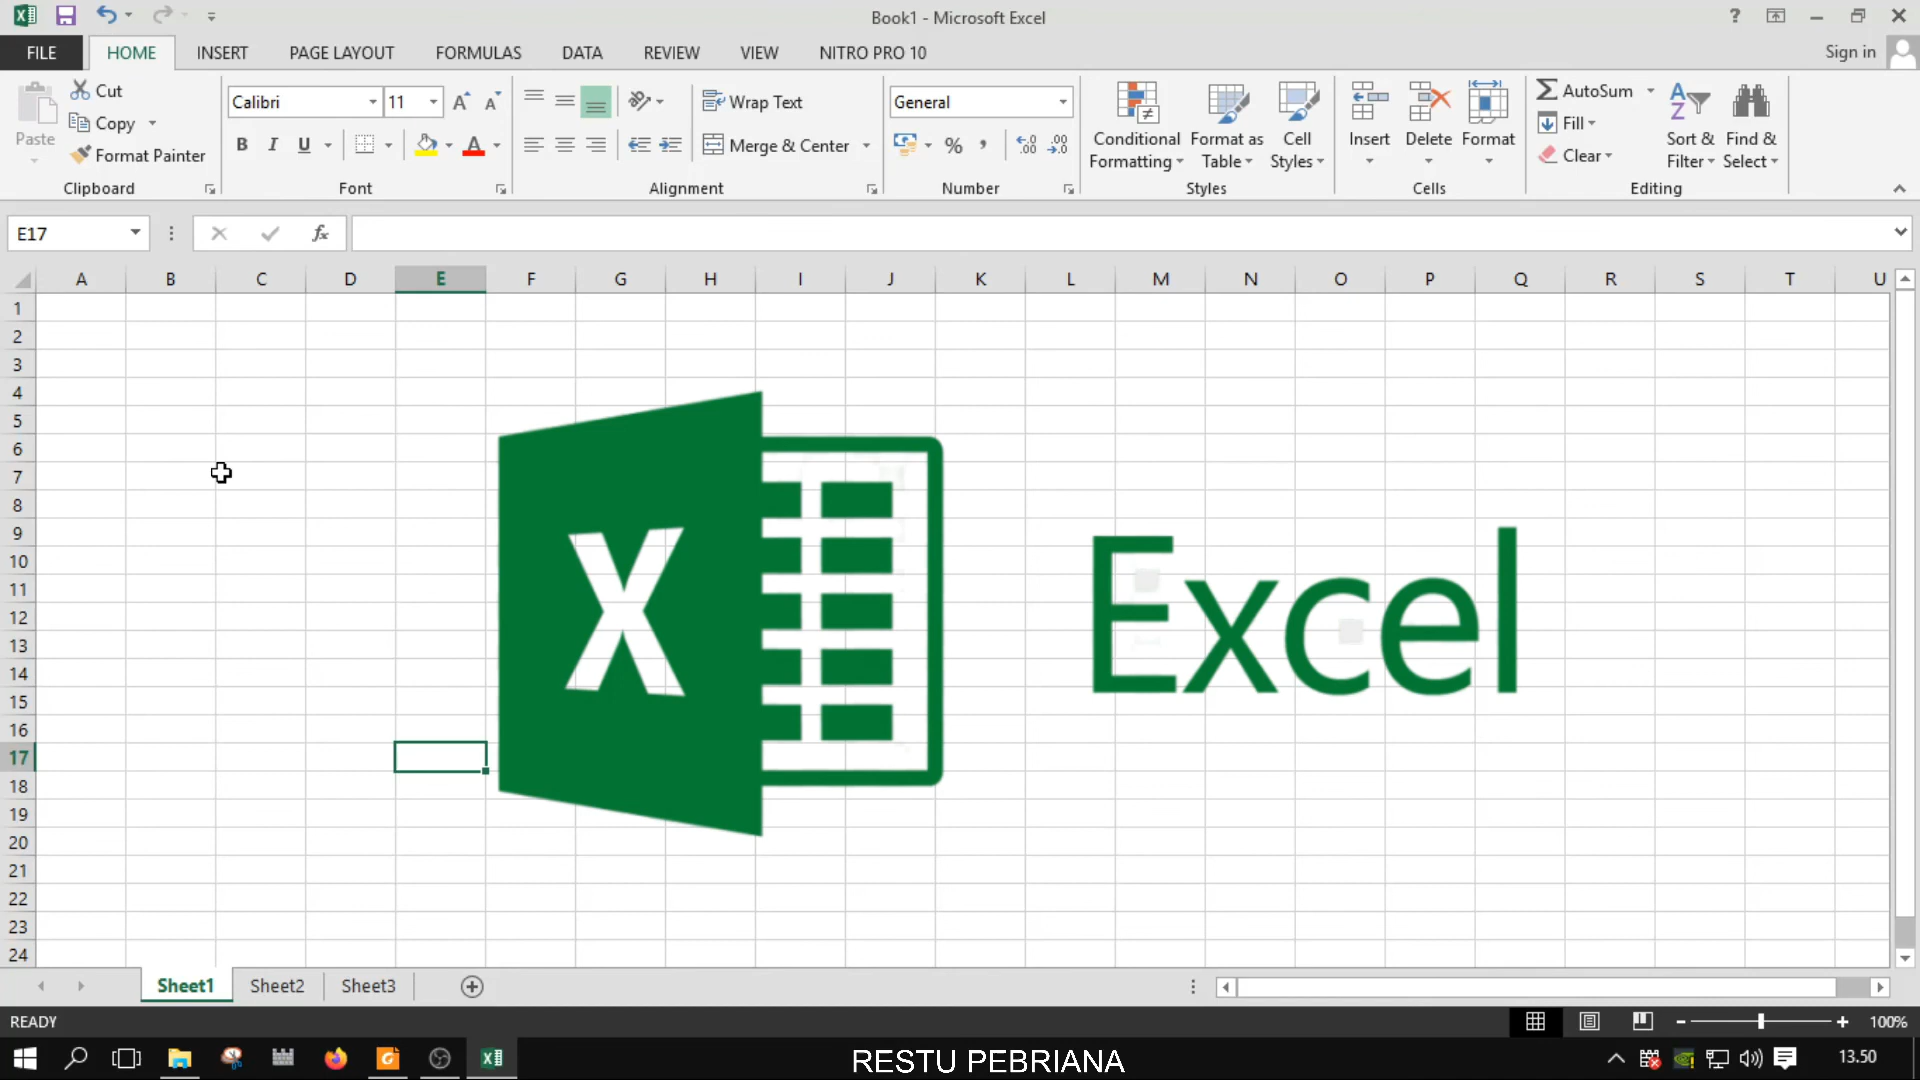 Book1 - Microsoft Excel
?
FILE HOME INSERT PAGE LAYOUT FORMULAS DATA REVIEW VIEW NITRO PRO 10 Sign in
Paste
Cut
Copy
Format Painter
Clipboard
Calibri 11
B I U A
Font
Wrap Text
Merge & Center
Alignment
General
% ,
Number
Conditional Formatting
Format as Table
Cell Styles
Styles
Insert Delete Format
Cells
AutoSum
Fill
Clear
Sort & Filter
Find & Select
Editing
E17 fx
A B C D E F G H I J K L M N O P Q R S T U
1
2
3
4
5
6
7
8
9
10
11
12
13
14
15
16
17
18
19
20
21
22
23
24
X
Excel
Sheet1 Sheet2 Sheet3
READY 100%
RESTU PEBRIANA
13.50